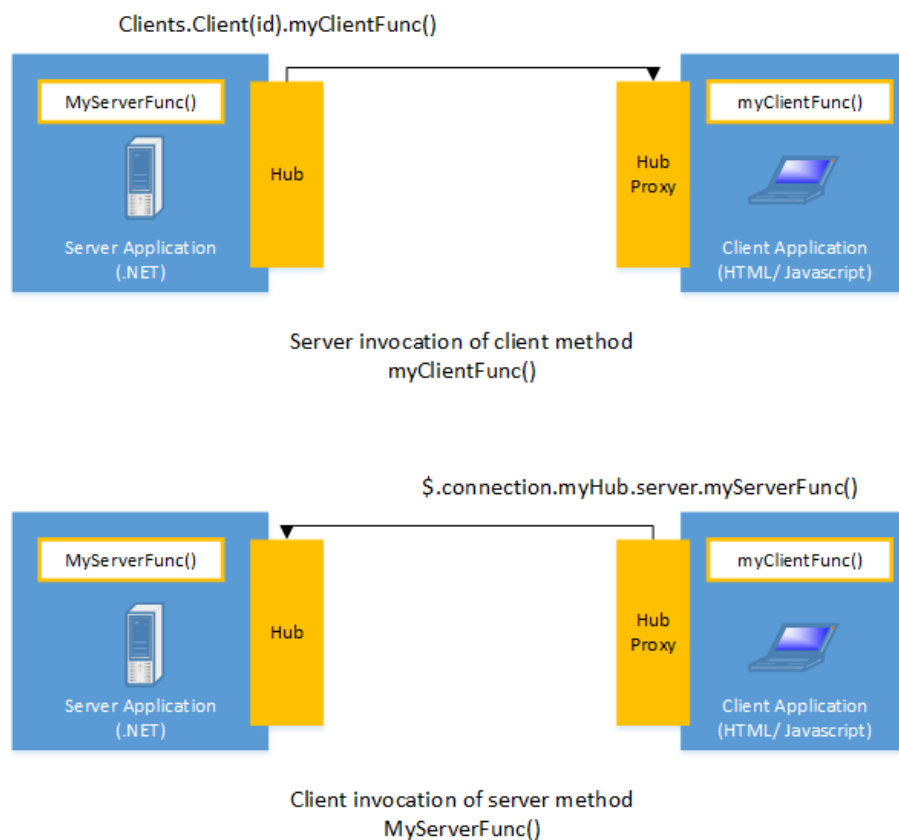 Clients.Client(id).myClientFunc()
MyServerFunc()
myClientFunc()
Hub
Hub
Proxy
Server Application
(.NET)
Client Application
(HTML/ Javascript)
Server invocation of client method
myClientFunc()
$.connection.myHub.server.myServerFunc()
MyServerFunc()
myClientFunc()
Hub
Hub
Proxy
Server Application
(.NET)
Client Application
(HTML/ Javascript)
Client invocation of server method
MyServerFunc()